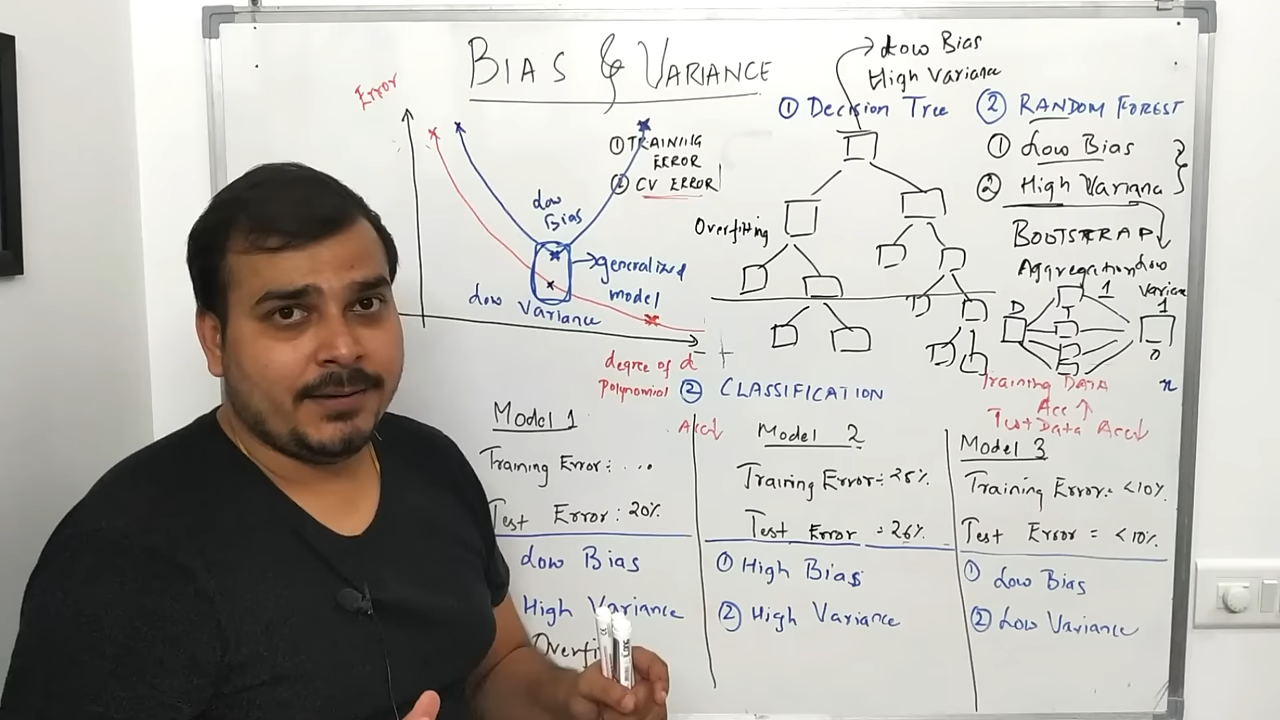 BIAS & VARIANCE
Error
① TRAINING
ERROR
② CV ERROR
Low
Bias
generalized
model
Low Variance
degree of
Polynomial
Low Bias
High Variance
① Decision Tree
Overfitting
② RANDOM FOREST
① Low Bias
② High Variana
BOOTSTRAP
Aggregation
Low
D
1
1
n
Training DATA
Acc ↑
Test Data Acc↓
② CLASSIFICATION
Acc↓
Model 1
Training Error: ...
Test Error: 20%
Low Bias
High Variance
Model 2
Training Error: 25%
Test Error = 26%
① High Bias
② High Variance
Model 3
Training Error: <10%
Test Error = <10%
① Low Bias
② Low Variance